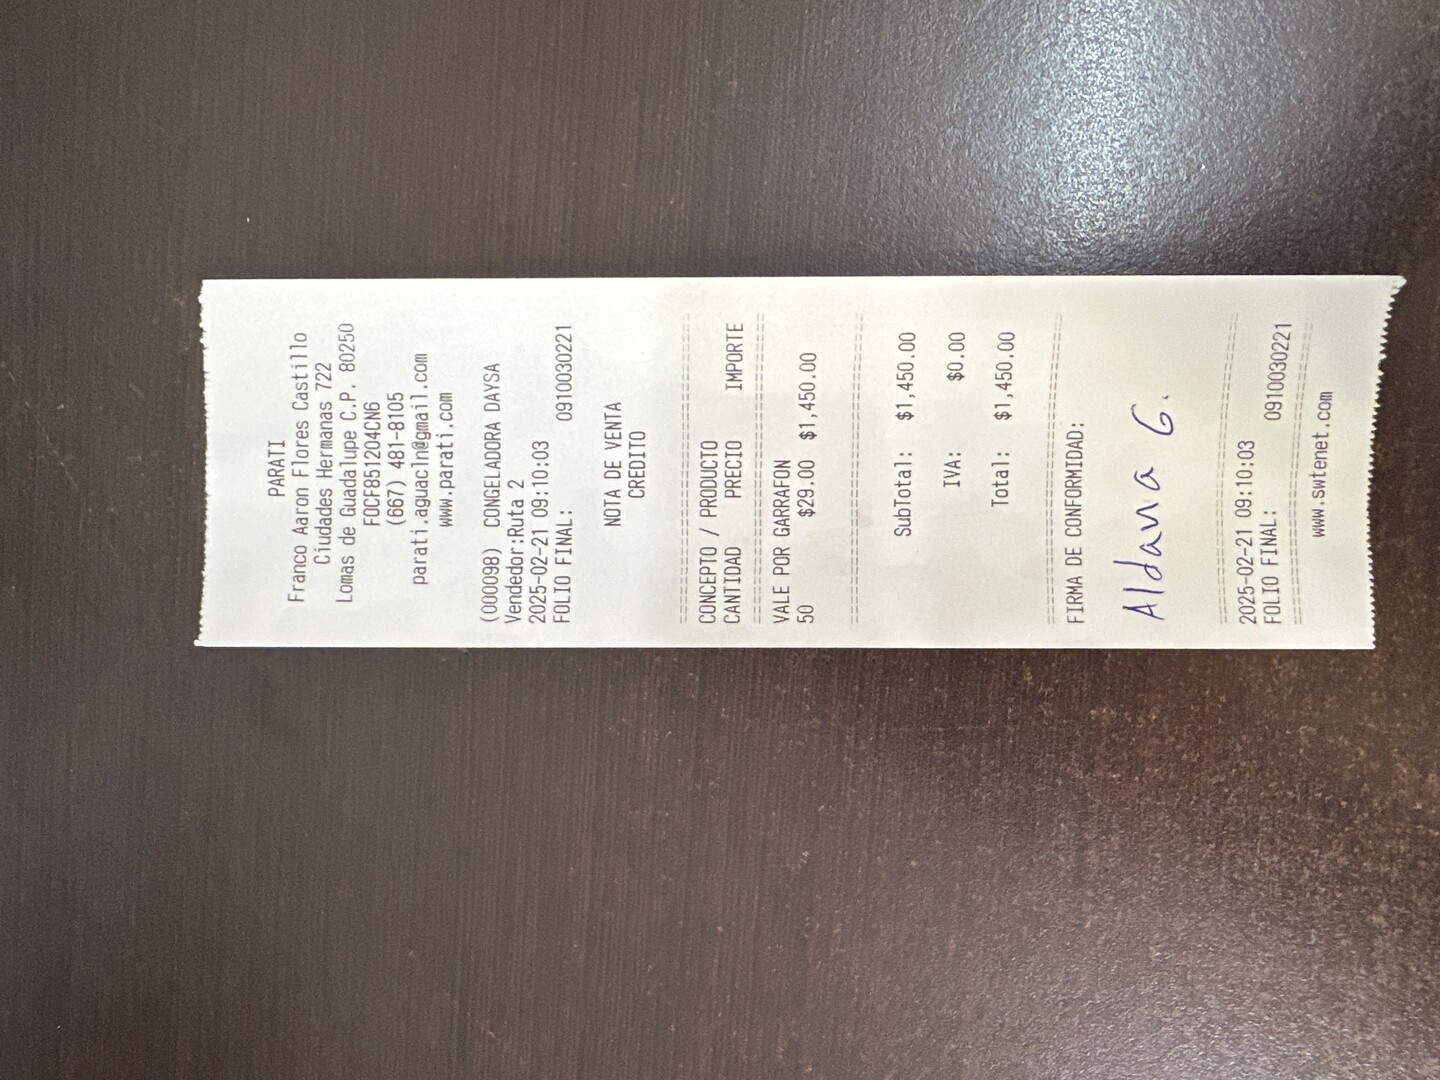 PARATI
Franco Aaron Flores Castillo
Ciudades Hermanas 722
Lomas de Guadalupe C.P. 80250
FOCF851204CN6
(667) 481-8105
parati.aguacln@gmail.com
www.parati.com
(000098) CONGELADORA DAYSA
Vendedor:Ruta 2
2025-02-21 09:10:03
FOLIO FINAL: 0910030221
NOTA DE VENTA
CREDITO
================================
CONCEPTO / PRODUCTO
CANTIDAD PRECIO IMPORTE
================================
VALE POR GARRAFON
50 $29.00 $1,450.00
================================
SubTotal: $1,450.00
IVA: $0.00
Total: $1,450.00
================================
FIRMA DE CONFORMIDAD:
Aldana G.
================================
2025-02-21 09:10:03
FOLIO FINAL: 0910030221
================================
www.swtenet.com